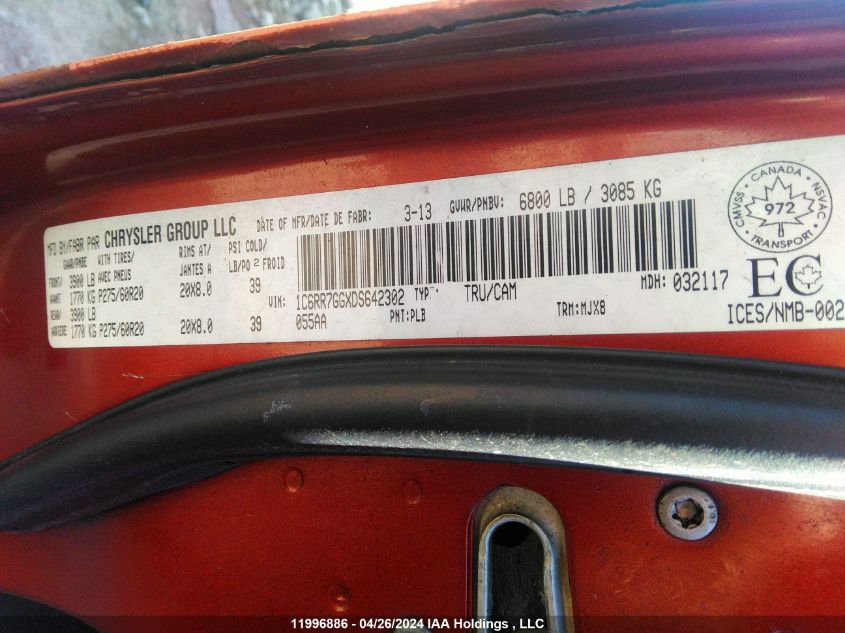 MFD BY/FABR PAR CHRYSLER GROUP LLC DATE OF MFR/DATE DE FABR: 3-13 GVWR/PNBV: 6800 LB / 3085 KG
GAWR/PNBE WITH TIRES/ RIMS AT/ PSI COLD/
AVEC PNEUS JANTES A LB/PO² FROID
FRONT/ 3900 LB
AVANT 1770 KG P275/60R20 20X8.0 39
REAR/ 3900 LB
ARRIERE 1770 KG P275/60R20 20X8.0 39
VIN: 1C6RR7GGXDS642302 TYP: TRU/CAM MDH: 032117
055AA PNT:PLB TRM:MJX8
CANADA
CMVSS 972 NSVAC
TRANSPORT
EC
ICES/NMB-002
11996886 - 04/26/2024 IAA Holdings , LLC